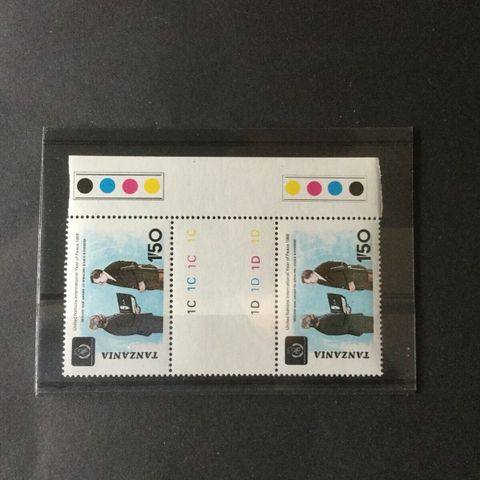 TANZANIA
1'50
United Nations International Year of Peace 1986
1C 1C 1C 1C
1D 1D 1D 1D
TANZANIA
1'50
United Nations International Year of Peace 1986